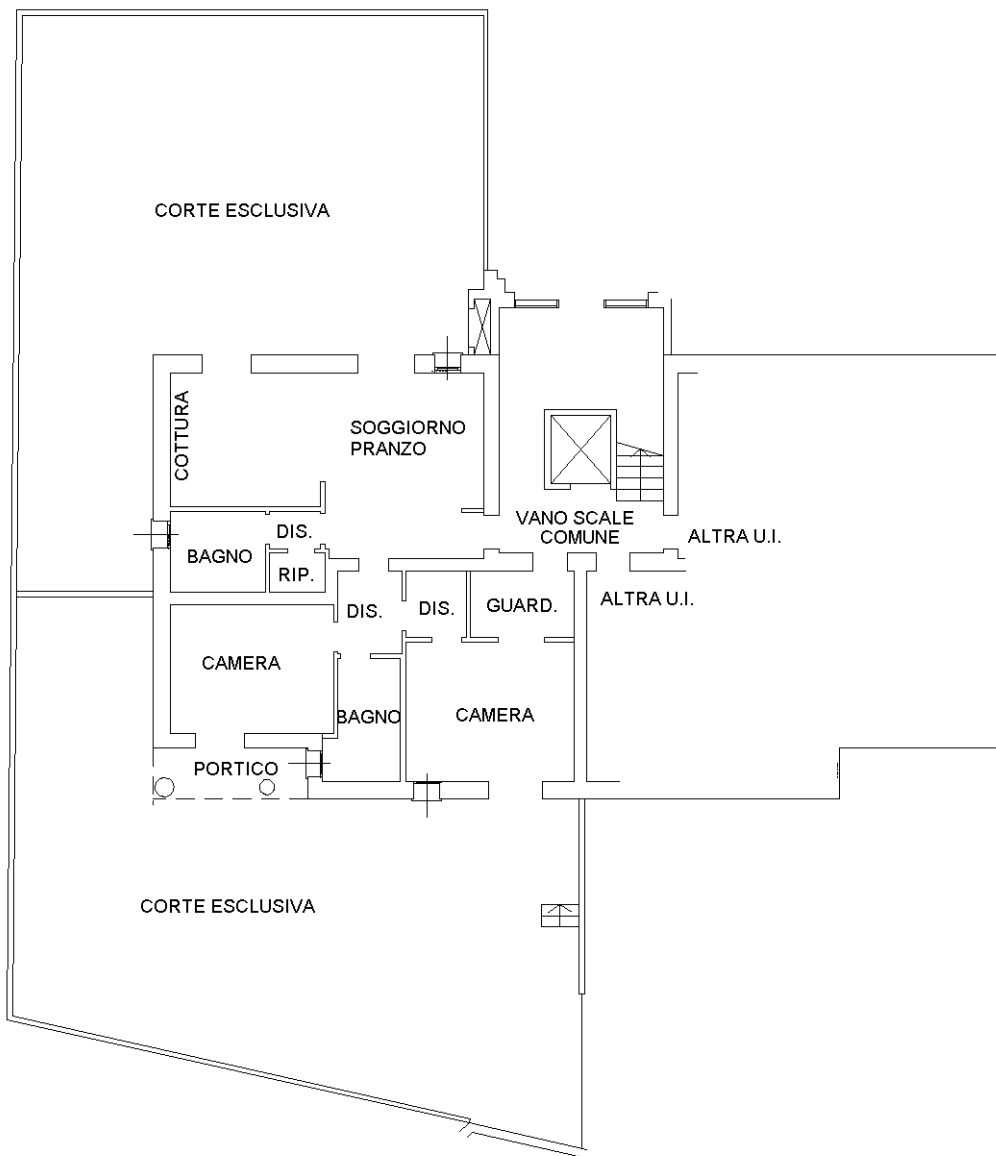 CORTE ESCLUSIVA
COTTURA
SOGGIORNO
PRANZO
VANO SCALE
COMUNE
ALTRA U.I.
DIS.
BAGNO
RIP.
DIS.
DIS.
GUARD.
ALTRA U.I.
CAMERA
BAGNO
CAMERA
PORTICO
CORTE ESCLUSIVA